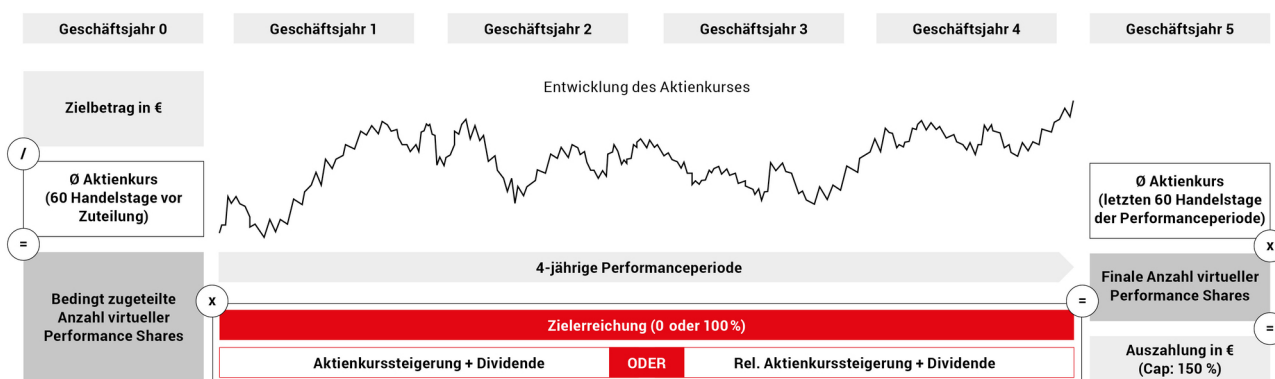 Geschäftsjahr 0
Geschäftsjahr 1
Geschäftsjahr 2
Geschäftsjahr 3
Geschäftsjahr 4
Geschäftsjahr 5
Entwicklung des Aktienkurses
Zielbetrag in €
/
Ø Aktienkurs
(60 Handelstage vor
Zuteilung)
=
Bedingt zugeteilte
Anzahl virtueller
Performance Shares
x
4-jährige Performanceperiode
Zielerreichung (0 oder 100 %)
Aktienkurssteigerung + Dividende
ODER
Rel. Aktienkurssteigerung + Dividende
=
Ø Aktienkurs
(letzten 60 Handelstage
der Performanceperiode)
x
Finale Anzahl virtueller
Performance Shares
=
Auszahlung in €
(Cap: 150 %)